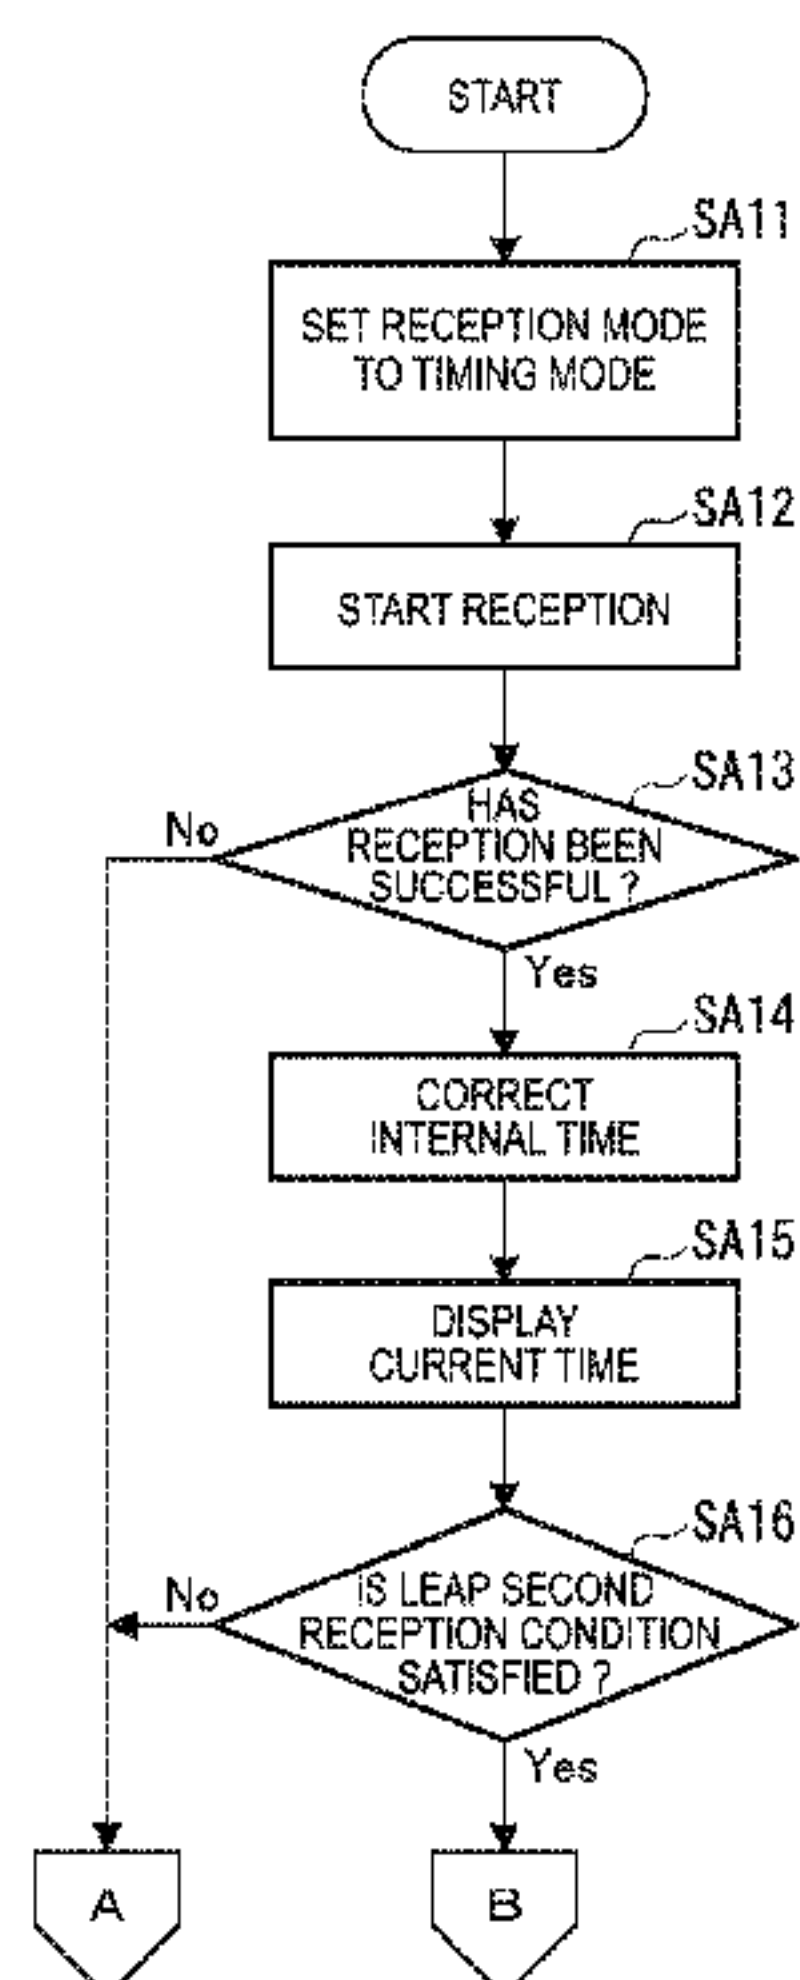 START
SA11
SET RECEPTION MODE
TO TIMING MODE
SA12
START RECEPTION
SA13
HAS
RECEPTION BEEN
SUCCESSFUL ?
No
Yes
SA14
CORRECT
INTERNAL TIME
SA15
DISPLAY
CURRENT TIME
SA16
IS LEAP SECOND
RECEPTION CONDITION
SATISFIED ?
No
Yes
A
B